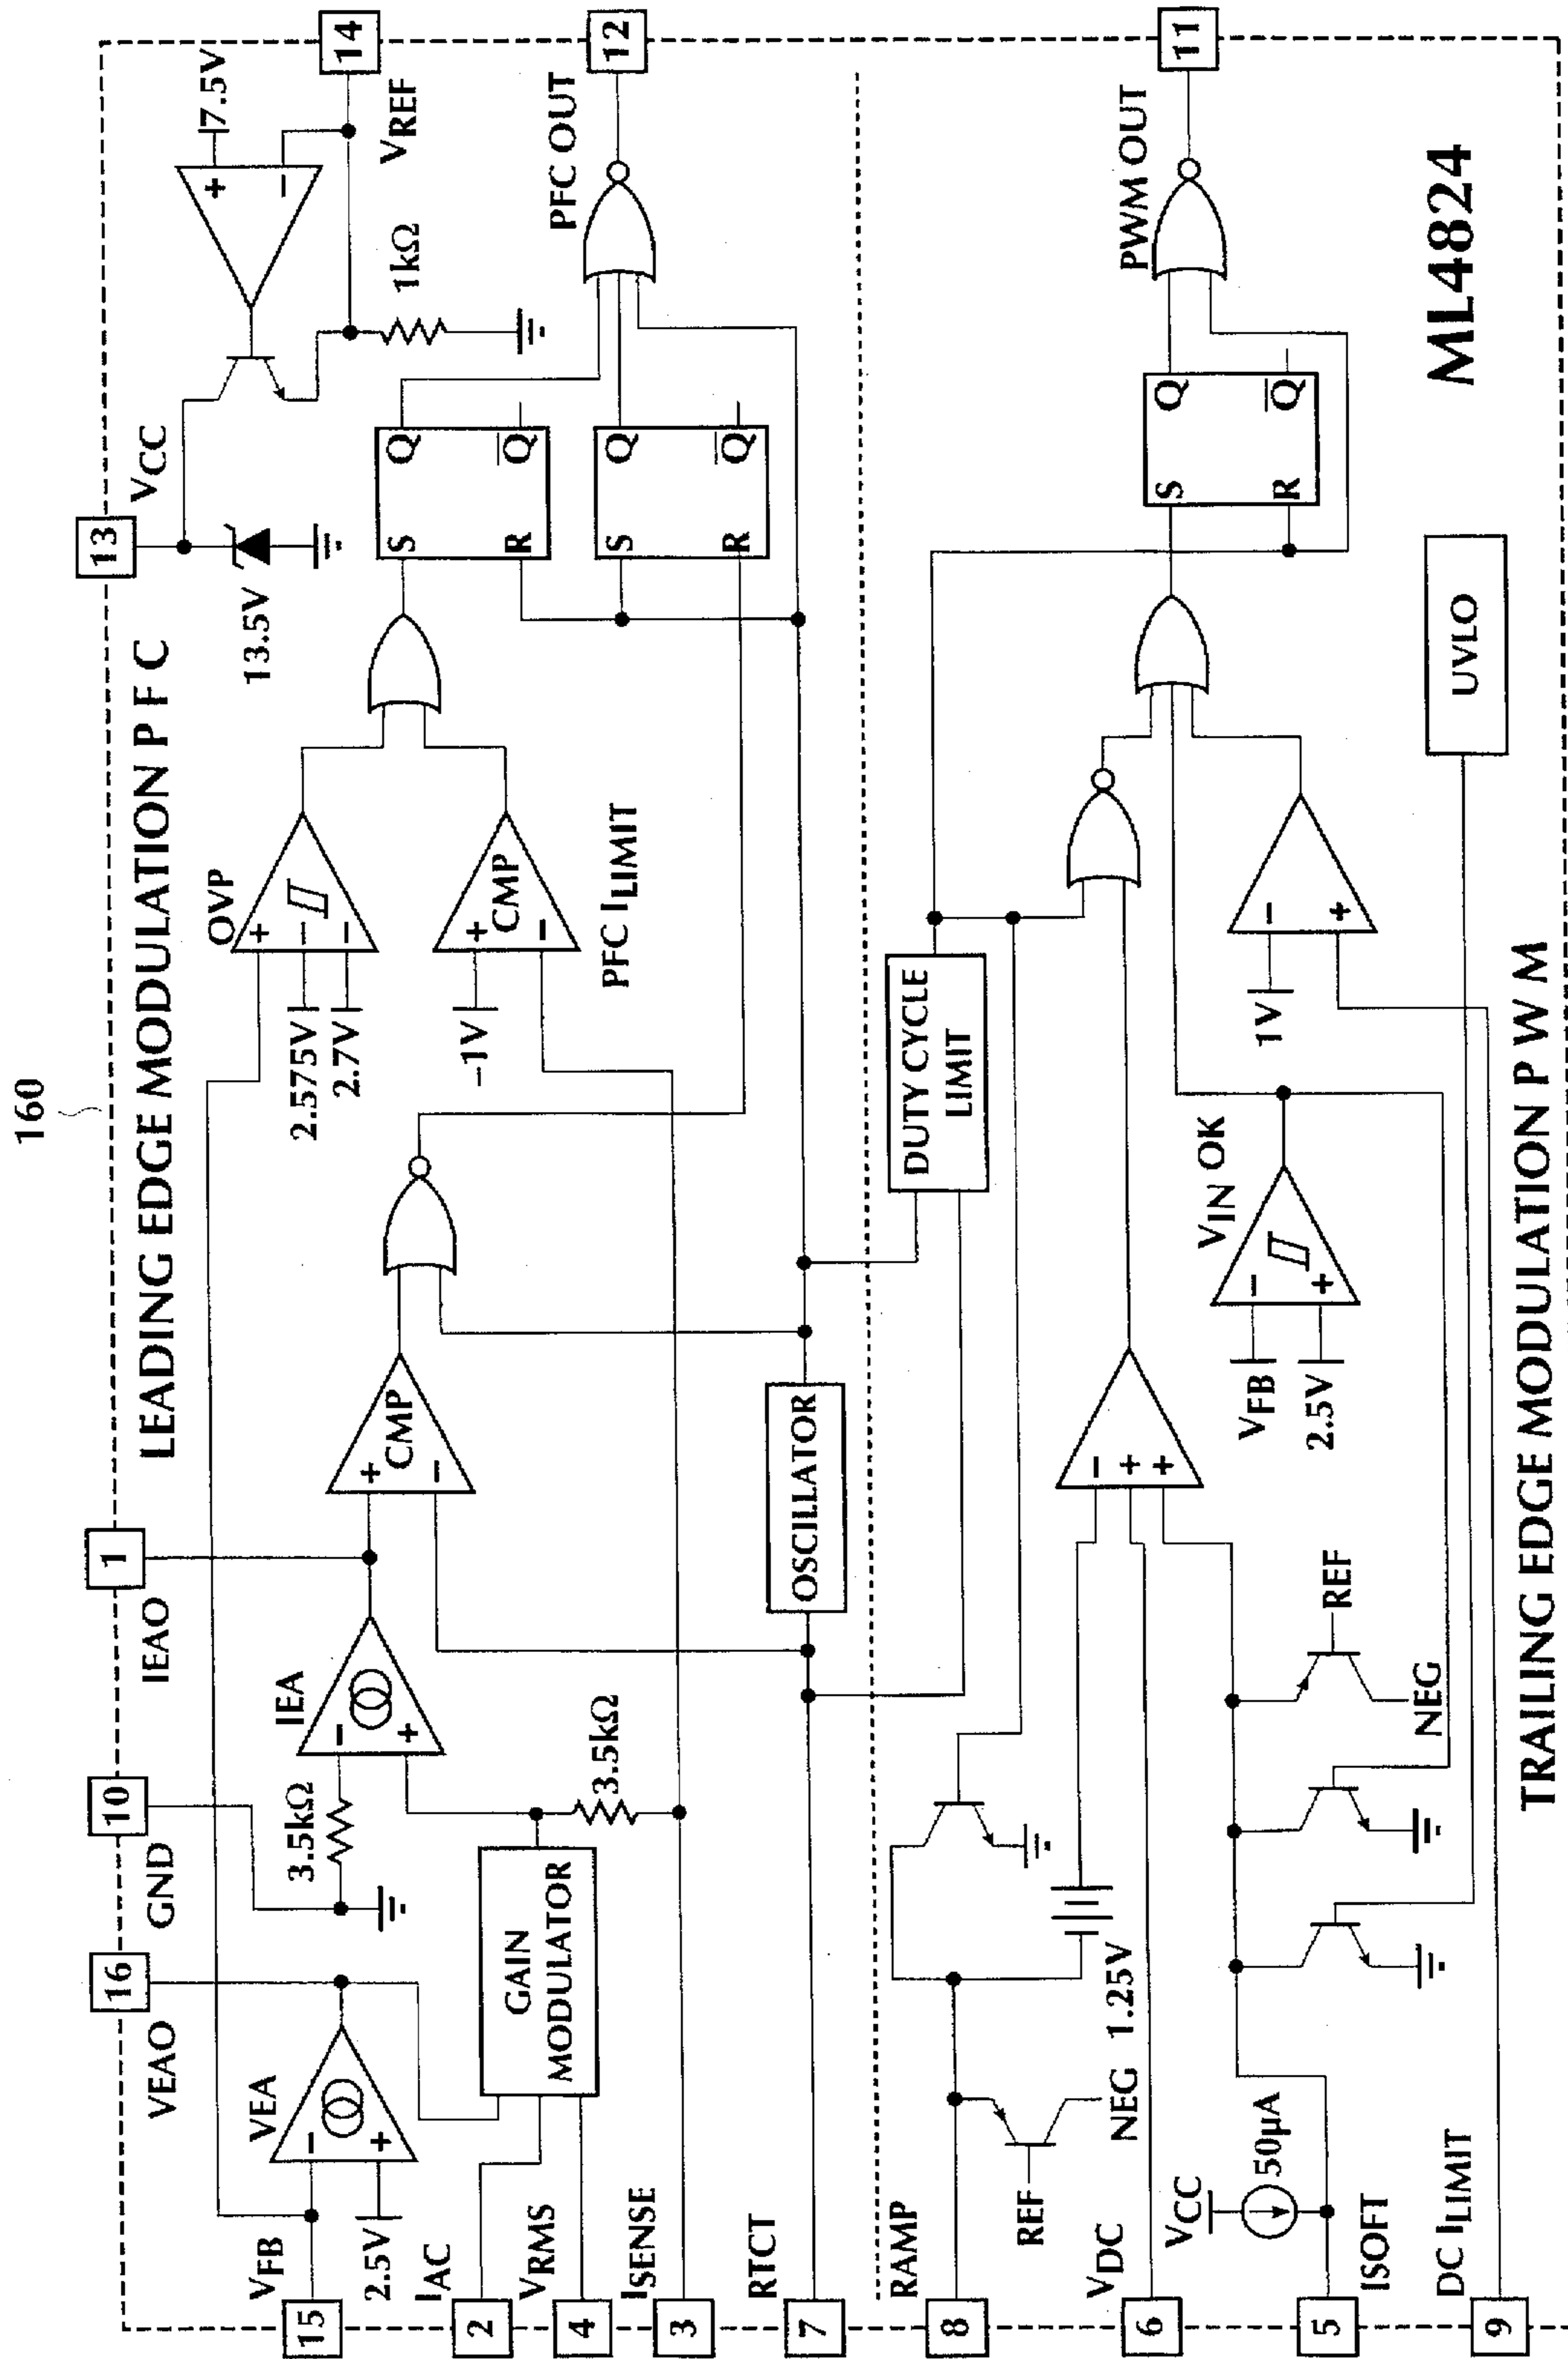 160
LEADING EDGE MODULATION P F C
VEAO
16
GND
10
IEAO
1
13
VCC
7.5V
+
−
14
VREF
1kΩ
13.5V
15
VFB
2.5V
VEA
−
+
3.5kΩ
IEA
−
+
CMP
+
−
OVP
+
−
−
2.575V
2.7V
−1V
CMP
+
−
PFC ILIMIT
S
Q
R
Q
S
Q
R
Q
PFC OUT
12
2
IAC
4
VRMS
GAIN
MODULATOR
3.5kΩ
3
ISENSE
7
RTCT
OSCILLATOR
DUTY CYCLE
LIMIT
8
RAMP
REF
NEG
1.25V
6
VDC
−
+
+
S
Q
R
Q
PWM OUT
11
5
ISOFT
VCC
50μA
REF
NEG
VFB
2.5V
−
+
VIN OK
1V
−
+
9
DC ILIMIT
UVLO
ML4824
TRAILING EDGE MODULATION P W M